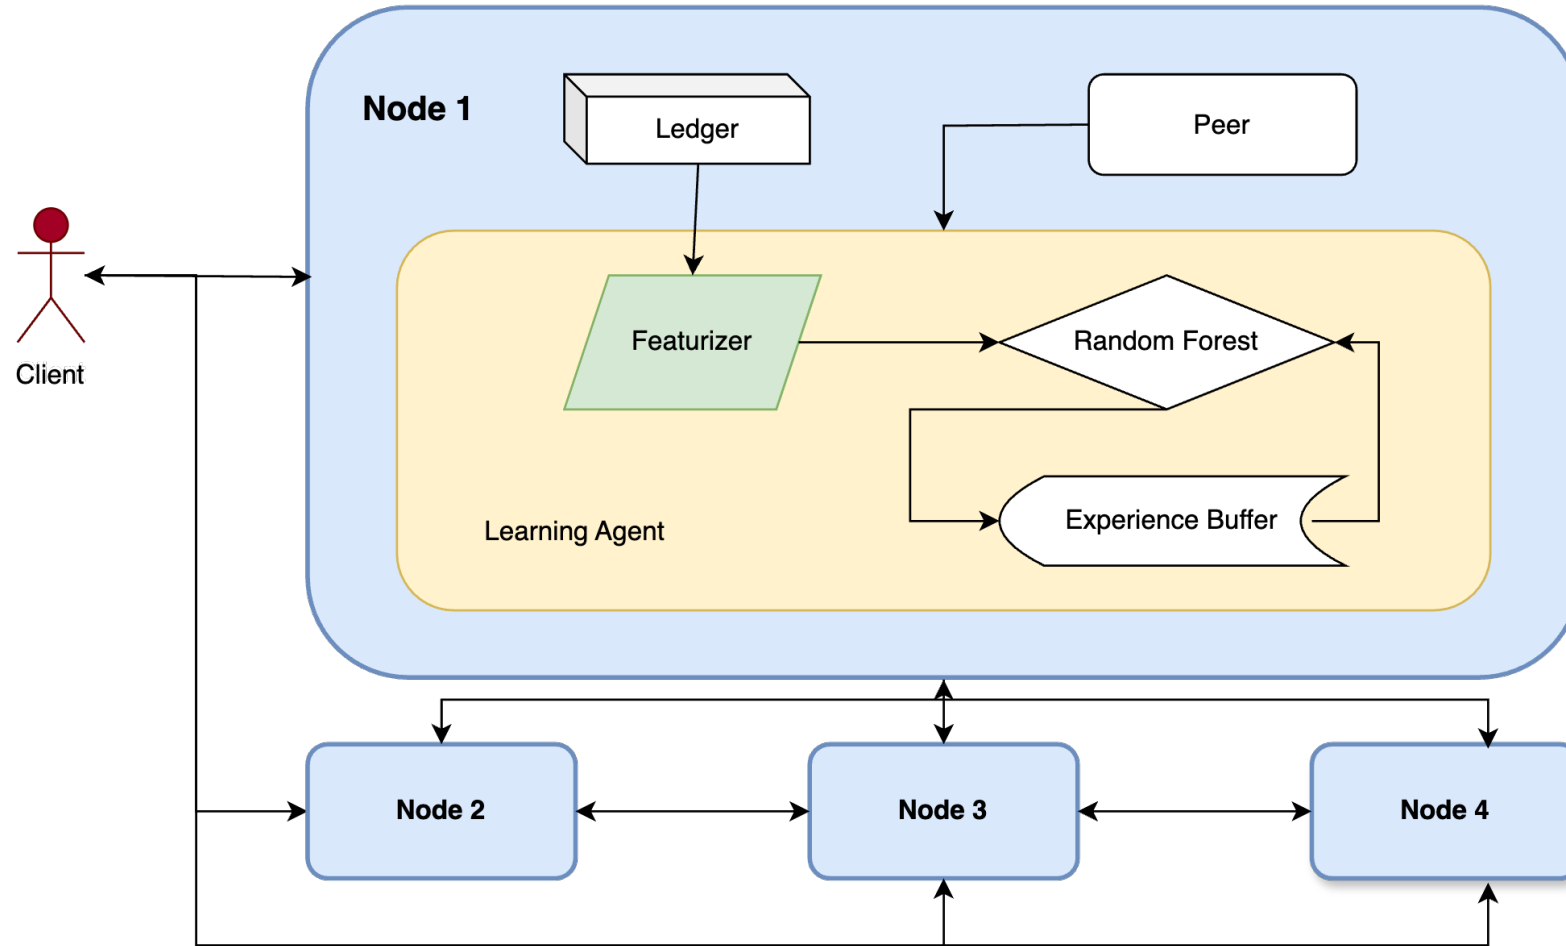 Node 1
Ledger
Peer
Client
Featurizer
Random Forest
Learning Agent
Experience Buffer
Node 2
Node 3
Node 4